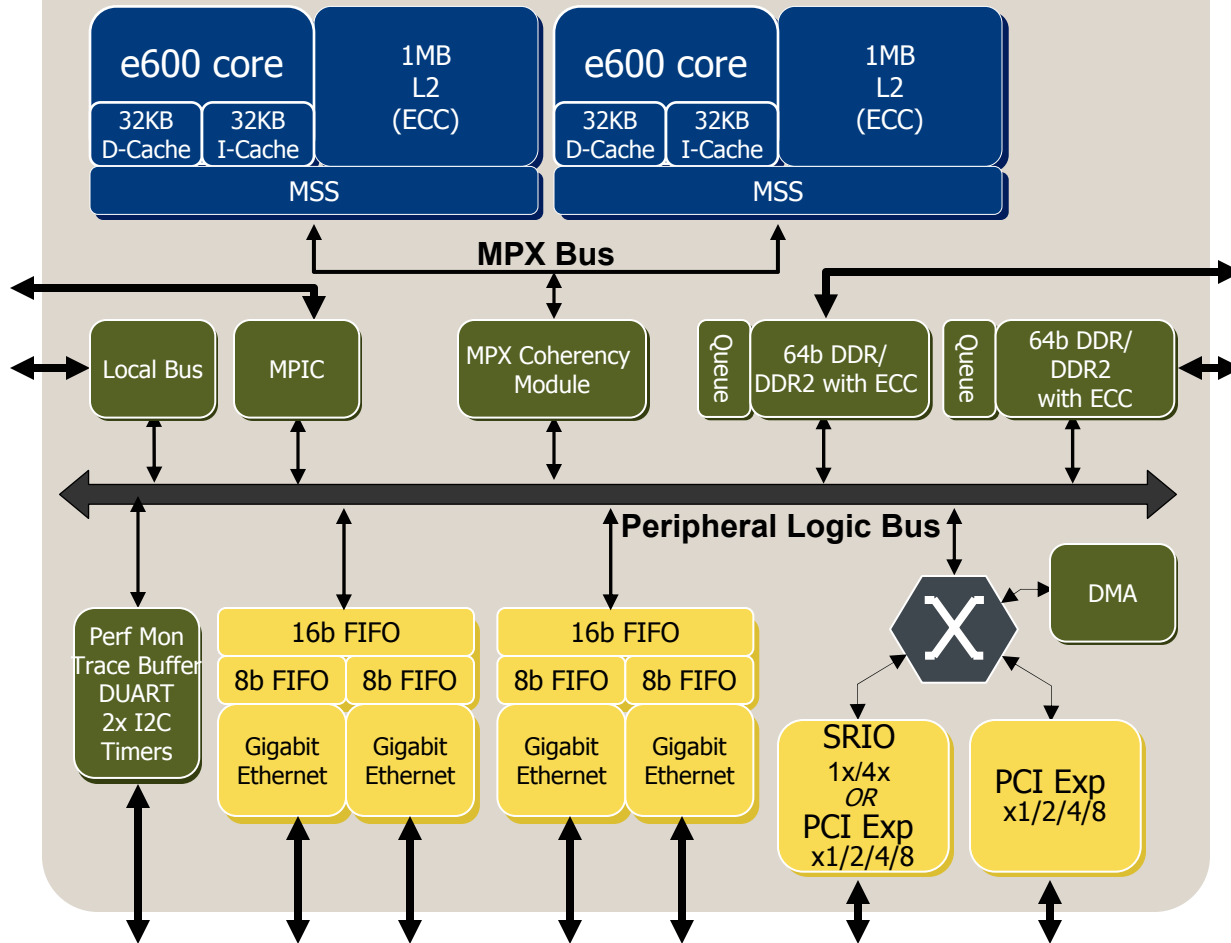 e600 core
32KB
D-Cache
32KB
I-Cache
1MB
L2
(ECC)
MSS
e600 core
32KB
D-Cache
32KB
I-Cache
1MB
L2
(ECC)
MSS
MPX Bus
Local Bus
MPIC
MPX Coherency
Module
Queue
64b DDR/
DDR2 with ECC
Queue
64b DDR/
DDR2
with ECC
Peripheral Logic Bus
Perf Mon
Trace Buffer
DUART
2x I2C
Timers
16b FIFO
8b FIFO
8b FIFO
Gigabit
Ethernet
Gigabit
Ethernet
16b FIFO
8b FIFO
8b FIFO
Gigabit
Ethernet
Gigabit
Ethernet
X
DMA
SRIO
1x/4x
OR
PCI Exp
x1/2/4/8
PCI Exp
x1/2/4/8